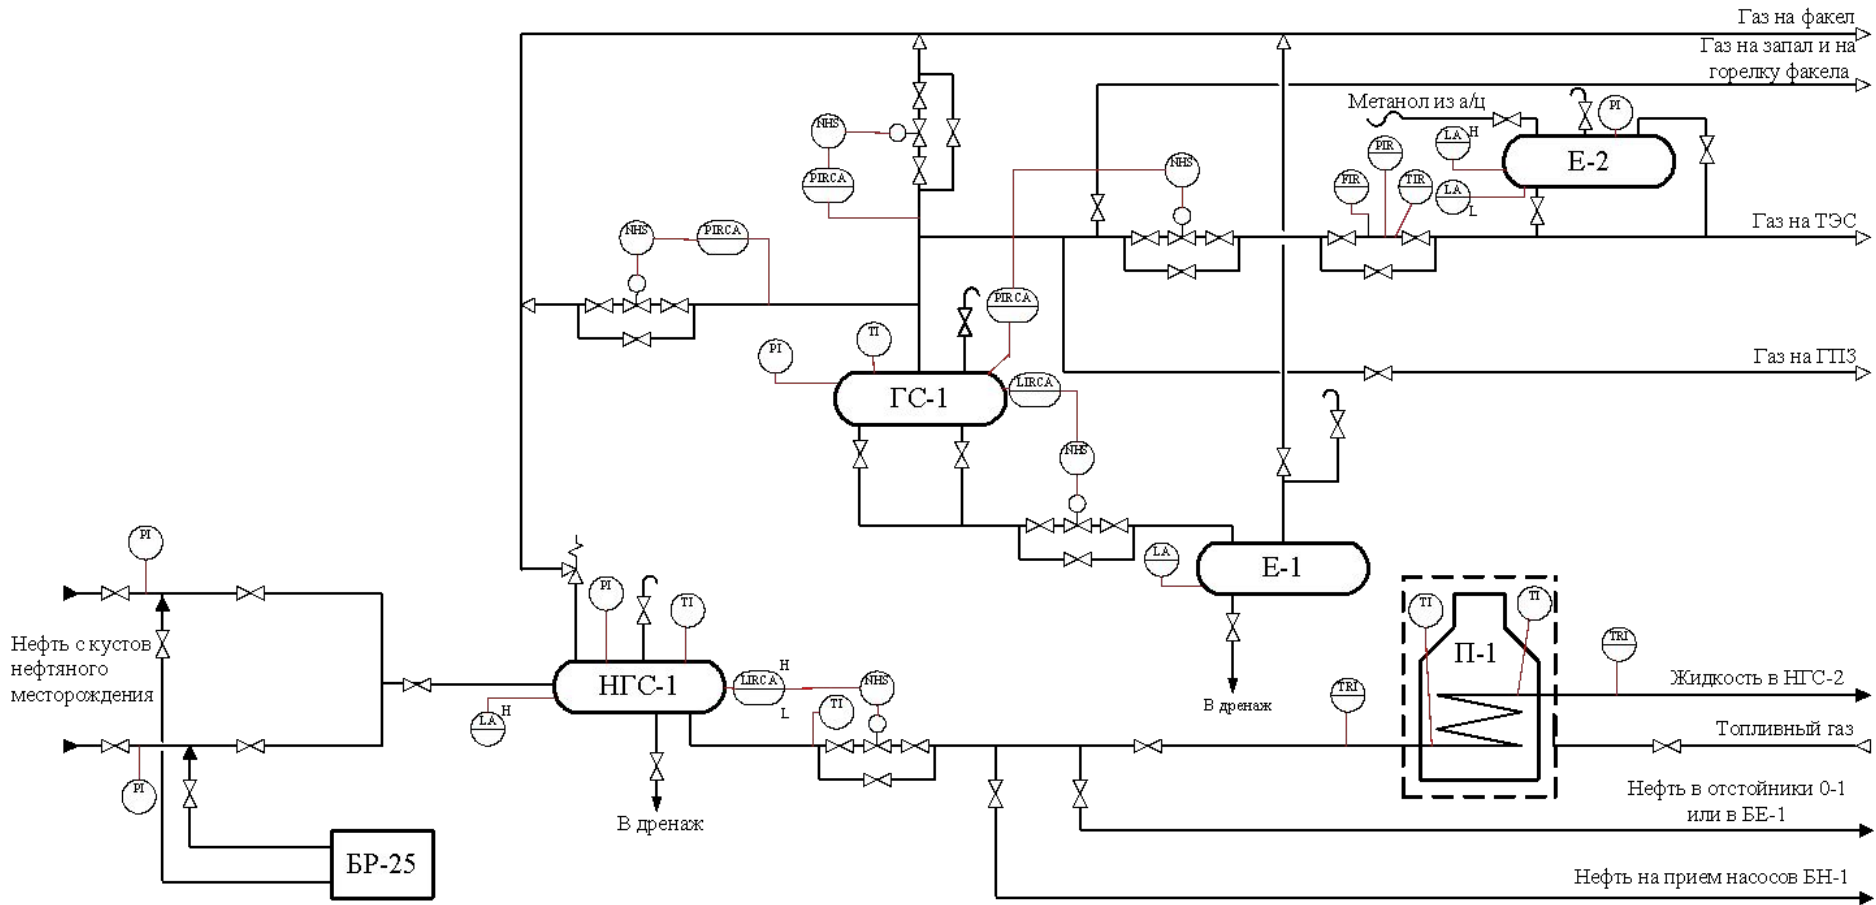 Газ на факел
Газ на запал и на
горелку факела
Метанол из а/ц
PI
E-2
LA
H
LA
L
PIR
FIR
TIR
NHS
PIRCA
NHS
NHS
PIRCA
Газ на ТЭС
PIRCA
TI
PI
ГС-1
LIRCA
Газ на ГПЗ
NHS
PI
LA
E-1
В дренаж
Нефть с кустов
нефтяного
месторождения
PI
TI
НГС-1
LIRCA
H
L
NHS
LA
H
TI
В дренаж
TI
TI
П-1
TRI
TRI
Жидкость в НГС-2
Топливный газ
PI
Нефть в отстойники 0-1
или в БЕ-1
БР-25
Нефть на прием насосов БН-1